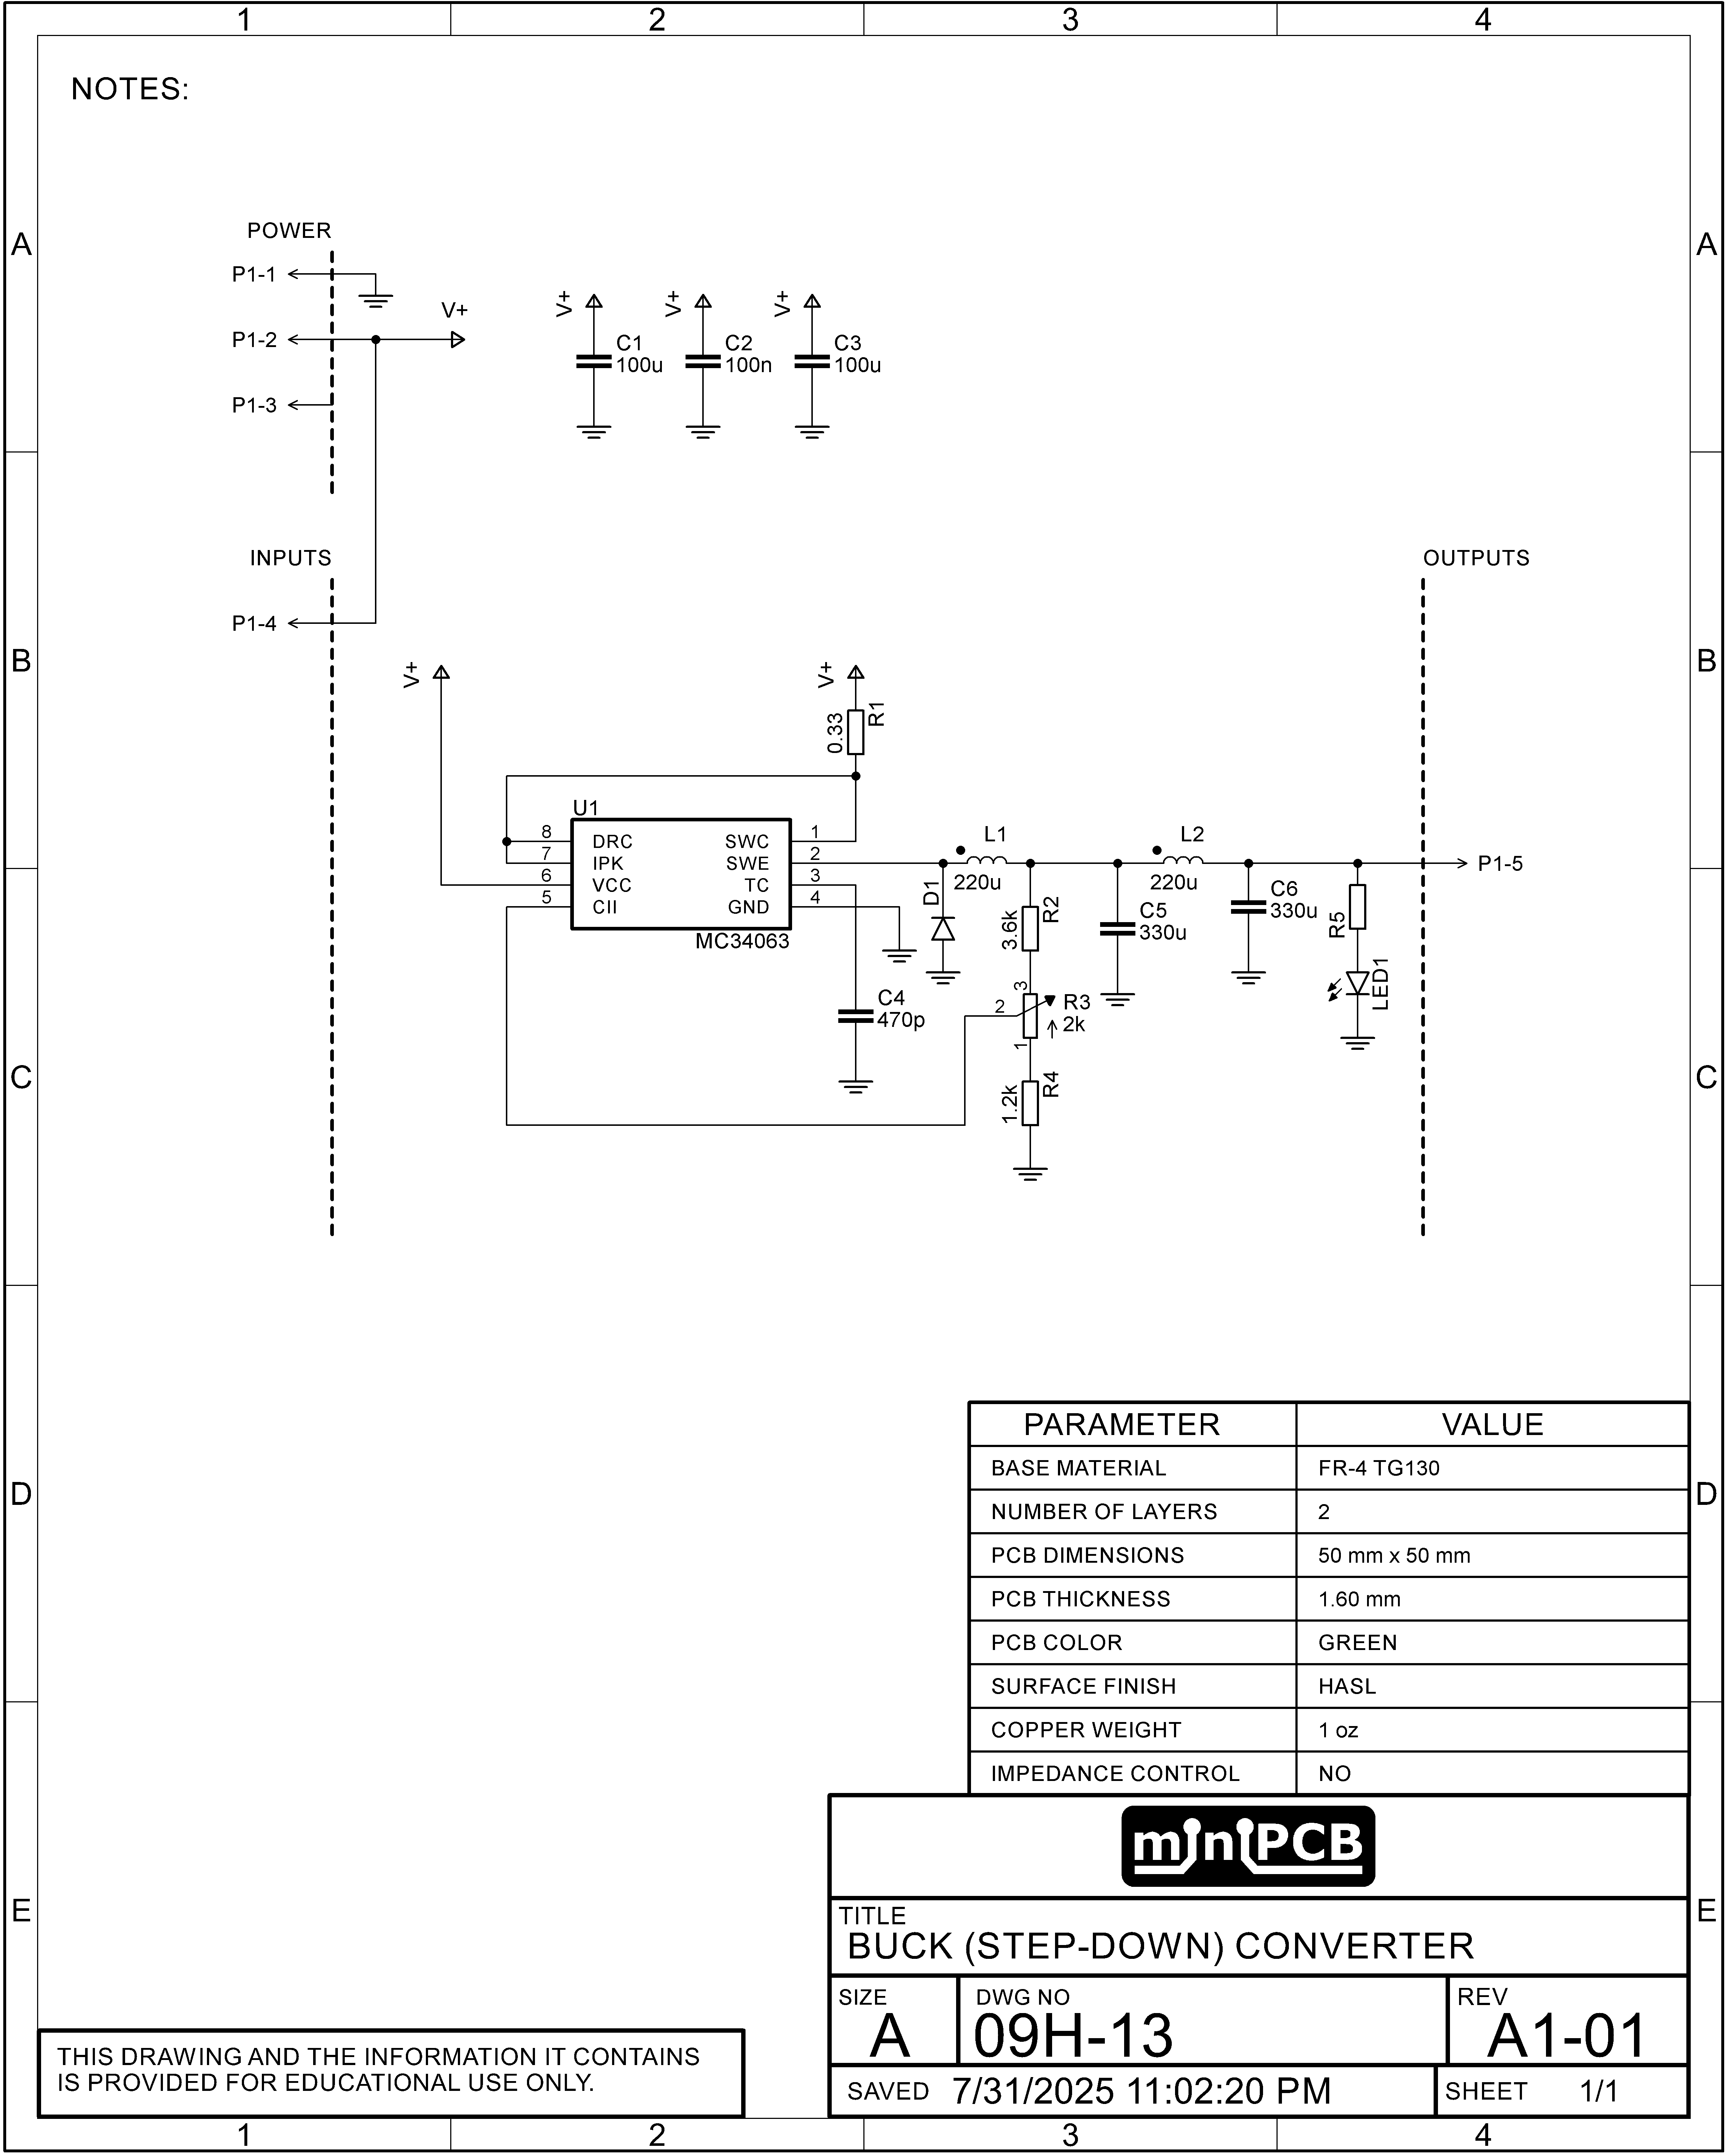 1 2 3 4
NOTES:
A A
POWER
P1-1
V+
P1-2
P1-3
V+ V+ V+
C1 C2 C3
100u 100n 100u
INPUTS
OUTPUTS
P1-4
B B
V+ V+
0.33 R1
U1
8 DRC SWC 1
7 IPK SWE 2
6 VCC TC 3
5 CII GND 4
MC34063
L1 L2
P1-5
220u 220u
D1
3.6k R2
C5
330u
C6
330u
R5
LED1
C4
470p
3
2
R3
2k
1
1.2k R4
C C
PARAMETER VALUE
BASE MATERIAL FR-4 TG130
D D
NUMBER OF LAYERS 2
PCB DIMENSIONS 50 mm x 50 mm
PCB THICKNESS 1.60 mm
PCB COLOR GREEN
SURFACE FINISH HASL
COPPER WEIGHT 1 oz
IMPEDANCE CONTROL NO
miniPCB
E E
TITLE
BUCK (STEP-DOWN) CONVERTER
SIZE DWG NO REV
A 09H-13 A1-01
SAVED 7/31/2025 11:02:20 PM SHEET 1/1
THIS DRAWING AND THE INFORMATION IT CONTAINS
IS PROVIDED FOR EDUCATIONAL USE ONLY.
1 2 3 4